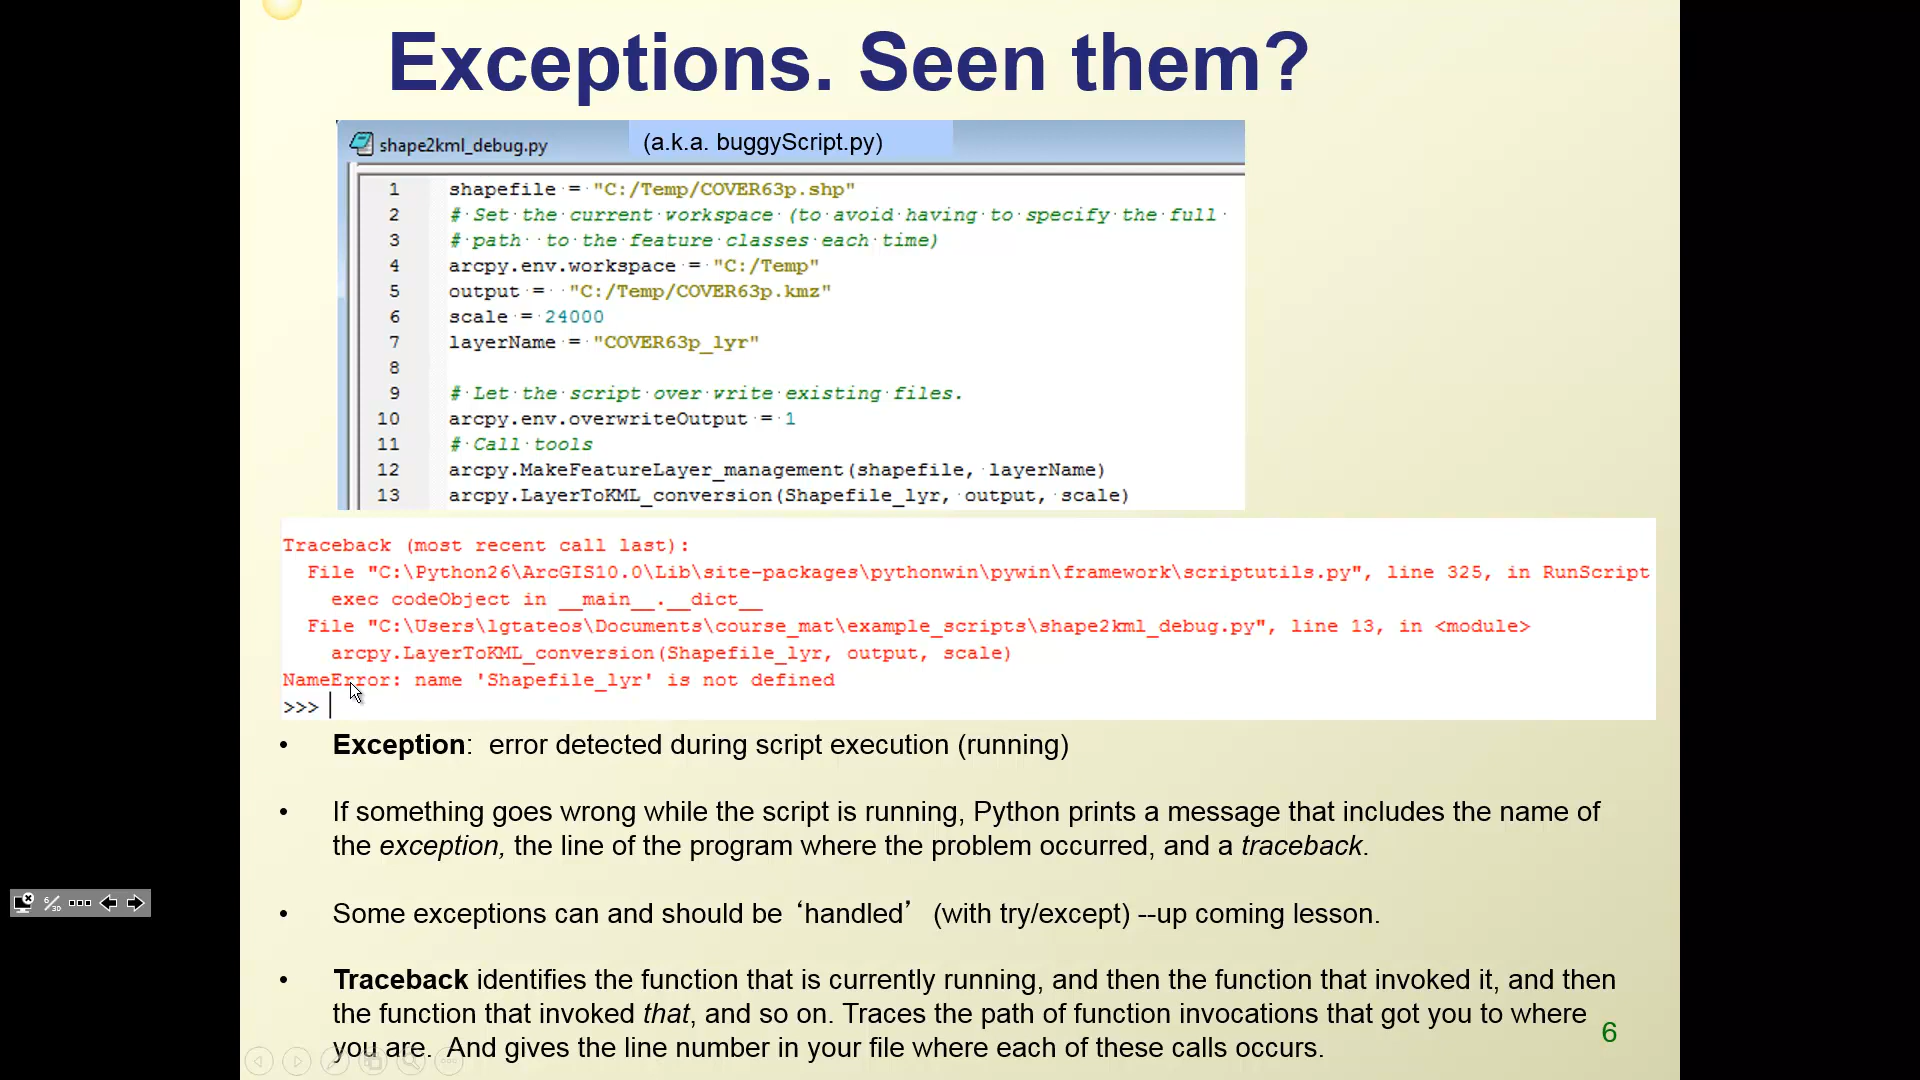 Exceptions. Seen them?
shape2kml_debug.py
(a.k.a. buggyScript.py)
1 shapefile = "C:/Temp/COVER63p.shp"
2 # Set the current workspace (to avoid having to specify the full
3 # path to the feature classes each time)
4 arcpy.env.workspace = "C:/Temp"
5 output = "C:/Temp/COVER63p.kmz"
6 scale = 24000
7 layerName = "COVER63p_lyr"
8
9 # Let the script over write existing files.
10 arcpy.env.overwriteOutput = 1
11 # Call tools
12 arcpy.MakeFeatureLayer_management(shapefile, layerName)
13 arcpy.LayerToKML_conversion(Shapefile_lyr, output, scale)
Traceback (most recent call last):
File "C:\Python26\ArcGIS10.0\Lib\site-packages\pythonwin\pywin\framework\scriptutils.py", line 325, in RunScript
exec codeObject in __main__.__dict__
File "C:\Users\lgtateos\Documents\course_mat\example_scripts\shape2kml_debug.py", line 13, in <module>
arcpy.LayerToKML_conversion(Shapefile_lyr, output, scale)
NameError: name 'Shapefile_lyr' is not defined
>>>
• Exception: error detected during script execution (running)
• If something goes wrong while the script is running, Python prints a message that includes the name of
the exception, the line of the program where the problem occurred, and a traceback.
• Some exceptions can and should be ‘handled’ (with try/except) --up coming lesson.
• Traceback identifies the function that is currently running, and then the function that invoked it, and then
the function that invoked that, and so on. Traces the path of function invocations that got you to where
you are. And gives the line number in your file where each of these calls occurs.
6
6/30